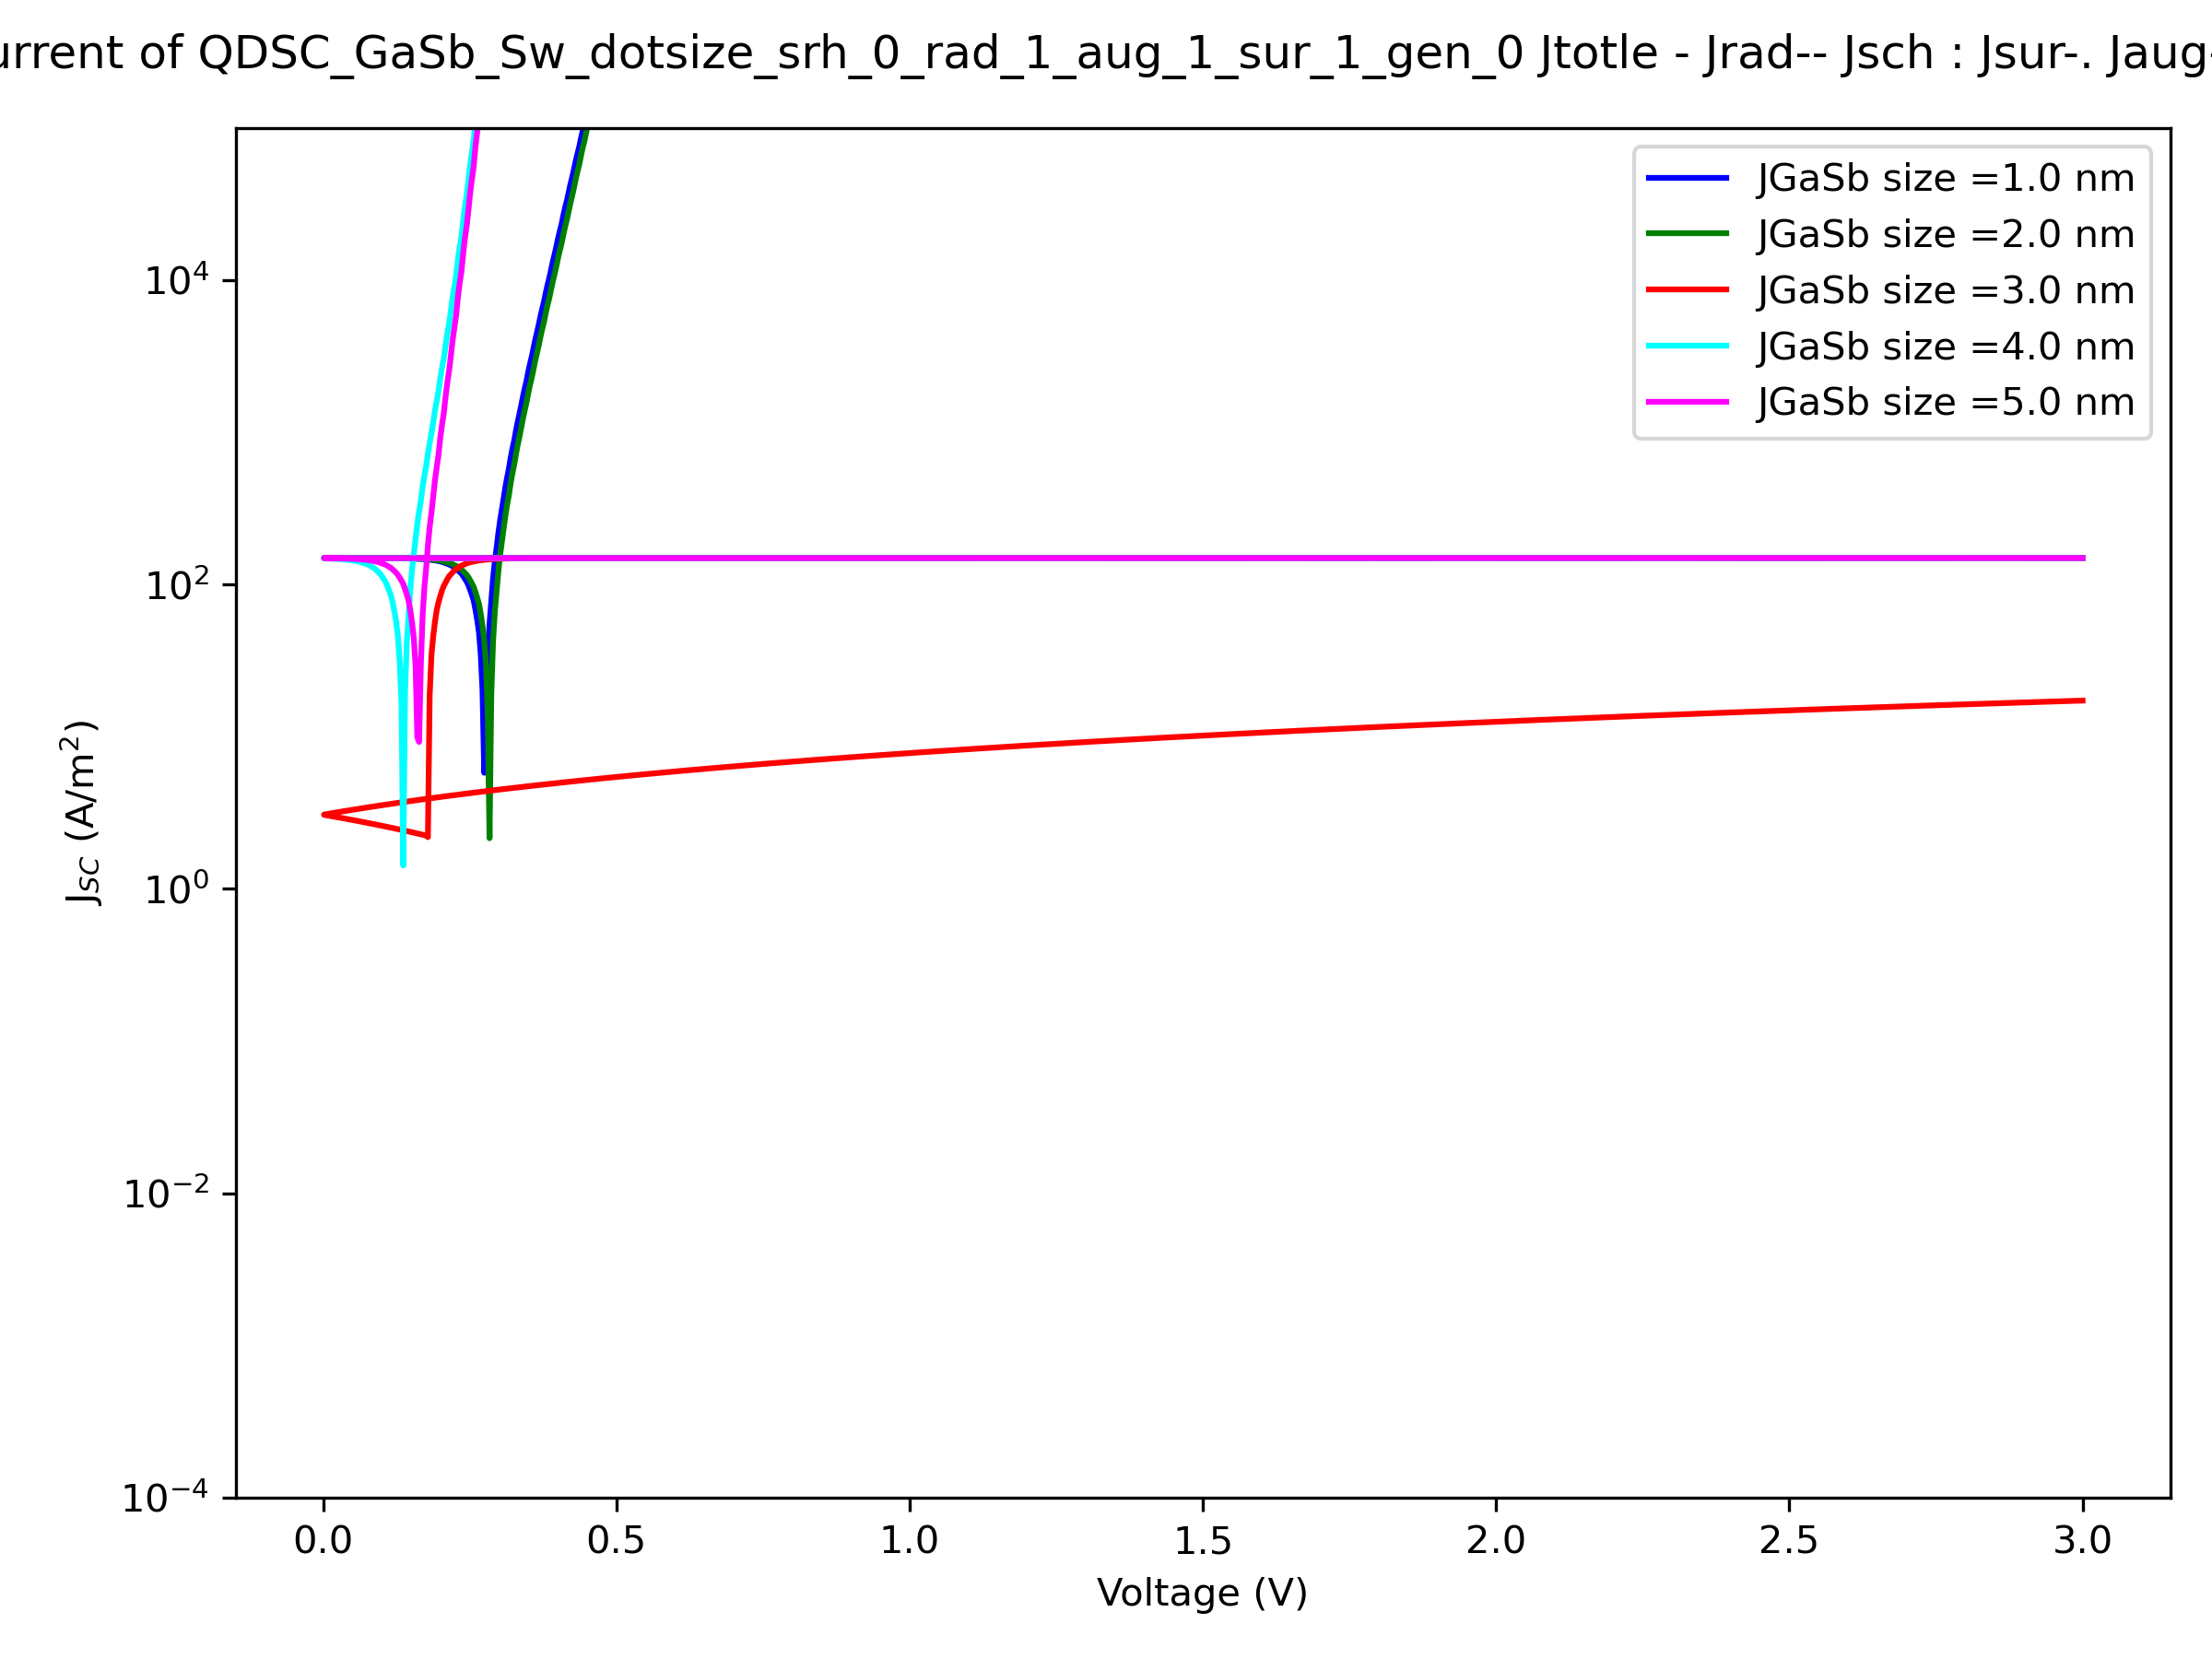 urrent of QDSC_GaSb_Sw_dotsize_srh_0_rad_1_aug_1_sur_1_gen_0 Jtotle - Jrad-- Jsch : Jsur-. Jaug-
JGaSb size =1.0 nm
JGaSb size =2.0 nm
JGaSb size =3.0 nm
JGaSb size =4.0 nm
JGaSb size =5.0 nm
10⁴
10²
10⁰
10⁻²
10⁻⁴
J_SC (A/m²)
0.0 0.5 1.0 1.5 2.0 2.5 3.0
Voltage (V)